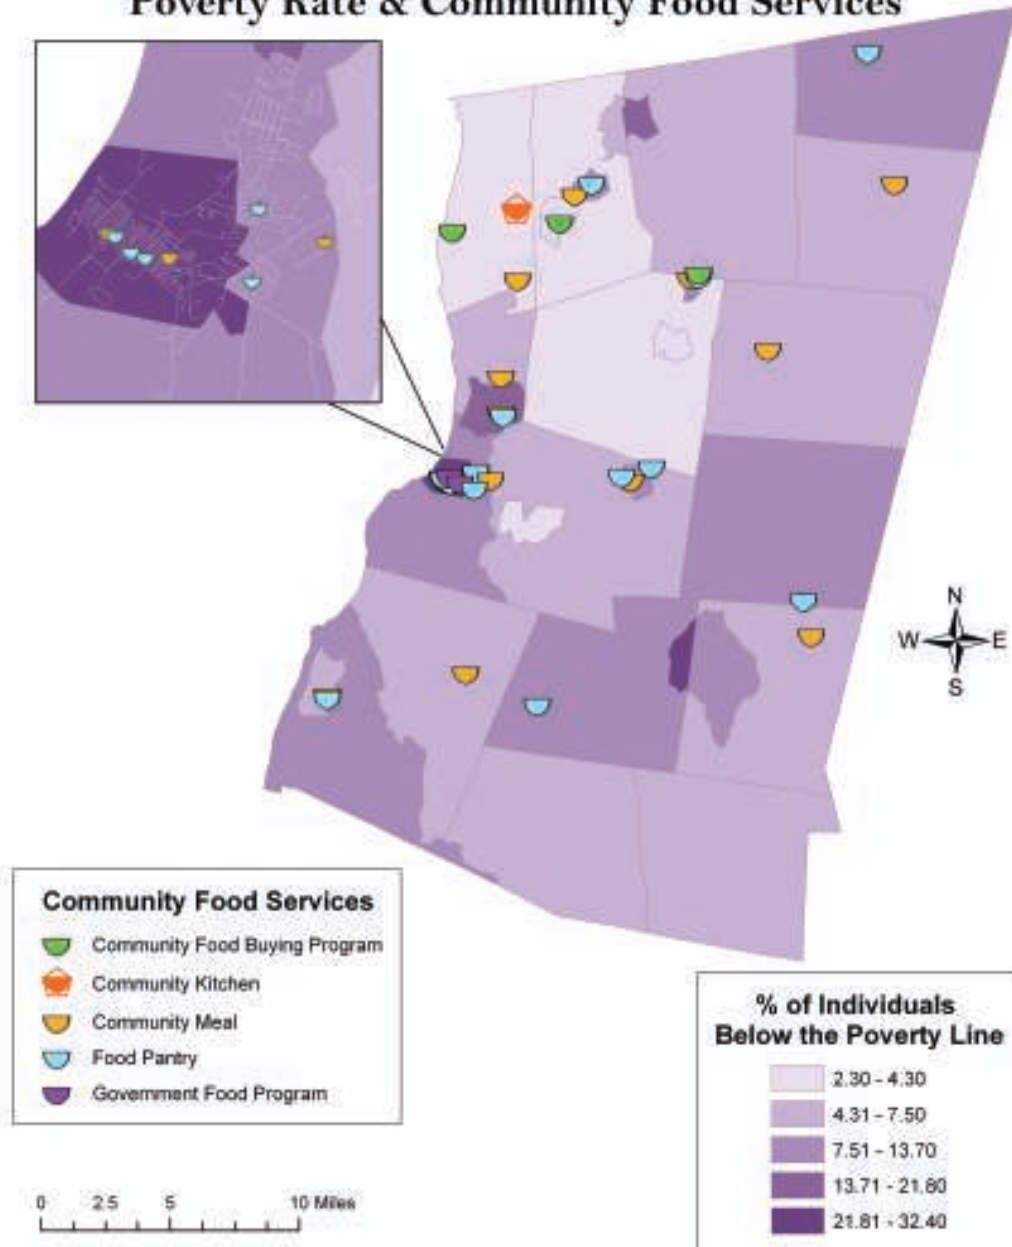 Poverty Rate & Community Food Services
N
W E
S
Community Food Services
Community Food Buying Program
Community Kitchen
Community Meal
Food Pantry
Government Food Program
% of Individuals
Below the Poverty Line
2.30 - 4.30
4.31 - 7.50
7.51 - 13.70
13.71 - 21.80
21.81 - 32.40
0 2.5 5 10 Miles